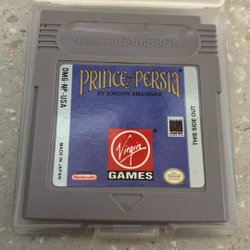 Nintendo GAME BOY
DMG-NP-USA
PRINCE OF PERSIA
BY JORDAN MECHNER
THIS SIDE OUT
Virgin
GAMES
Nintendo
MADE IN JAPAN